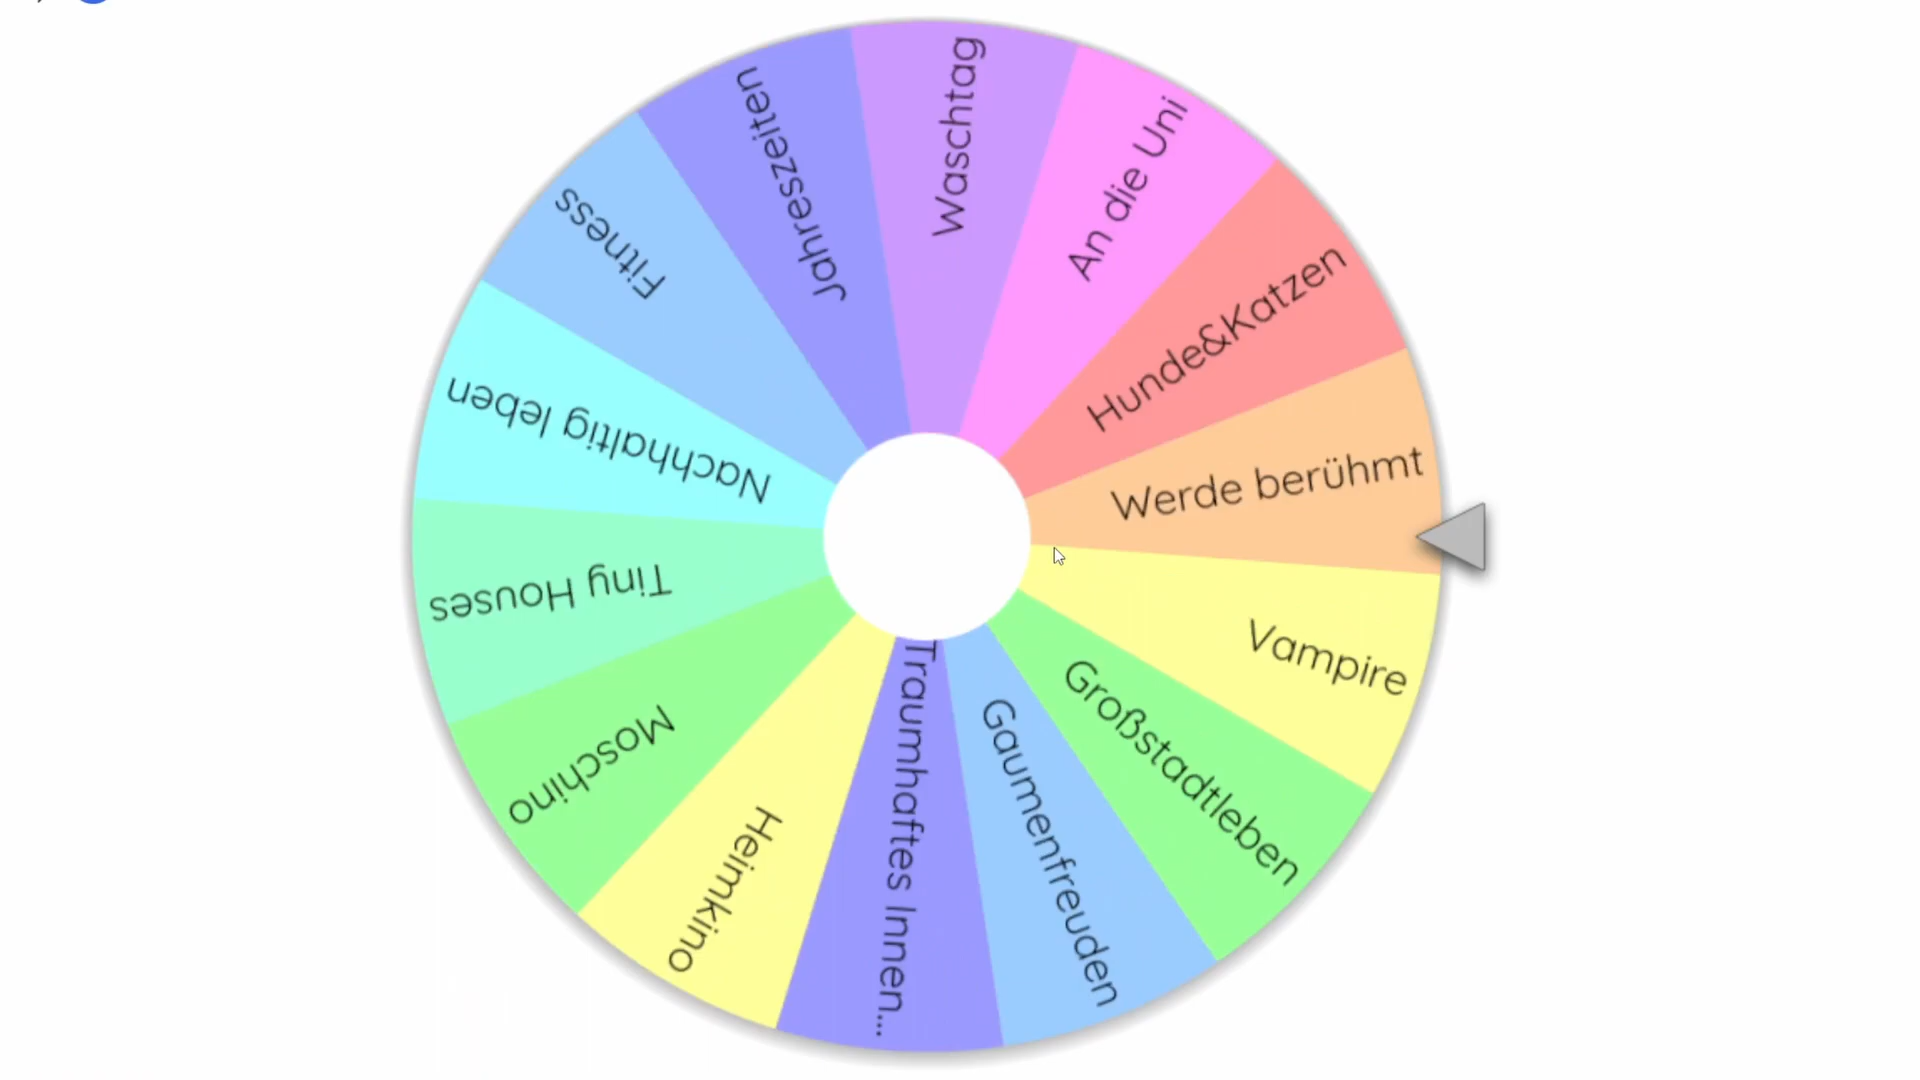 Waschtag
An die Uni
Hunde&Katzen
Werde berühmt
Vampire
Großstadtleben
Gaumenfreuden
Traumhaftes Innen...
Heimkino
Moschino
Tiny Houses
Nachhaltig leben
Fitness
Jahreszeiten